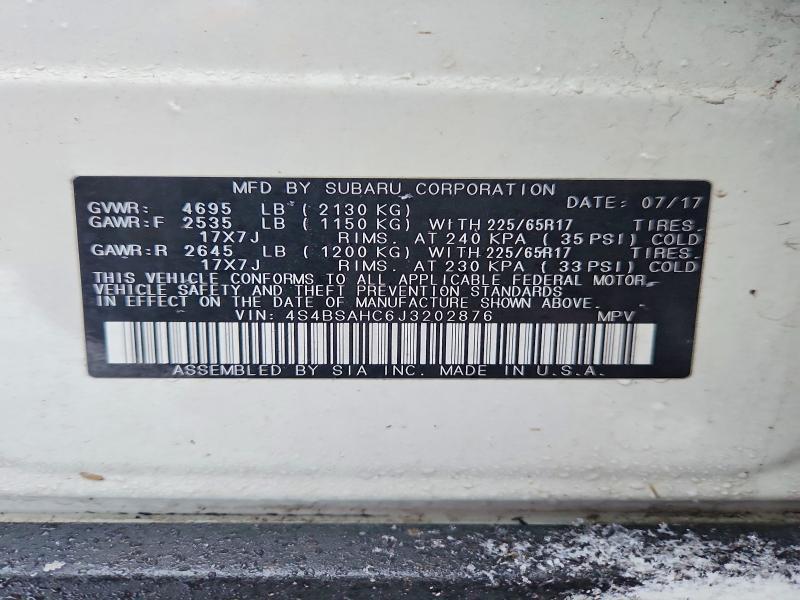 MFD BY SUBARU CORPORATION DATE: 07/17
GVWR: 4695 LB ( 2130 KG)
GAWR:F 2535 LB ( 1150 KG) WITH 225/65R17 TIRES.
17X7J RIMS. AT 240 KPA ( 35 PSI) COLD
GAWR:R 2645 LB ( 1200 KG) WITH 225/65R17 TIRES.
17X7J RIMS. AT 230 KPA ( 33 PSI) COLD
THIS VEHICLE CONFORMS TO ALL APPLICABLE FEDERAL MOTOR
VEHICLE SAFETY AND THEFT PREVENTION STANDARDS
IN EFFECT ON THE DATE OF MANUFACTURE SHOWN ABOVE.
VIN: 4S4BSAHC6J3202876 MPV
ASSEMBLED BY SIA INC. MADE IN U.S.A.